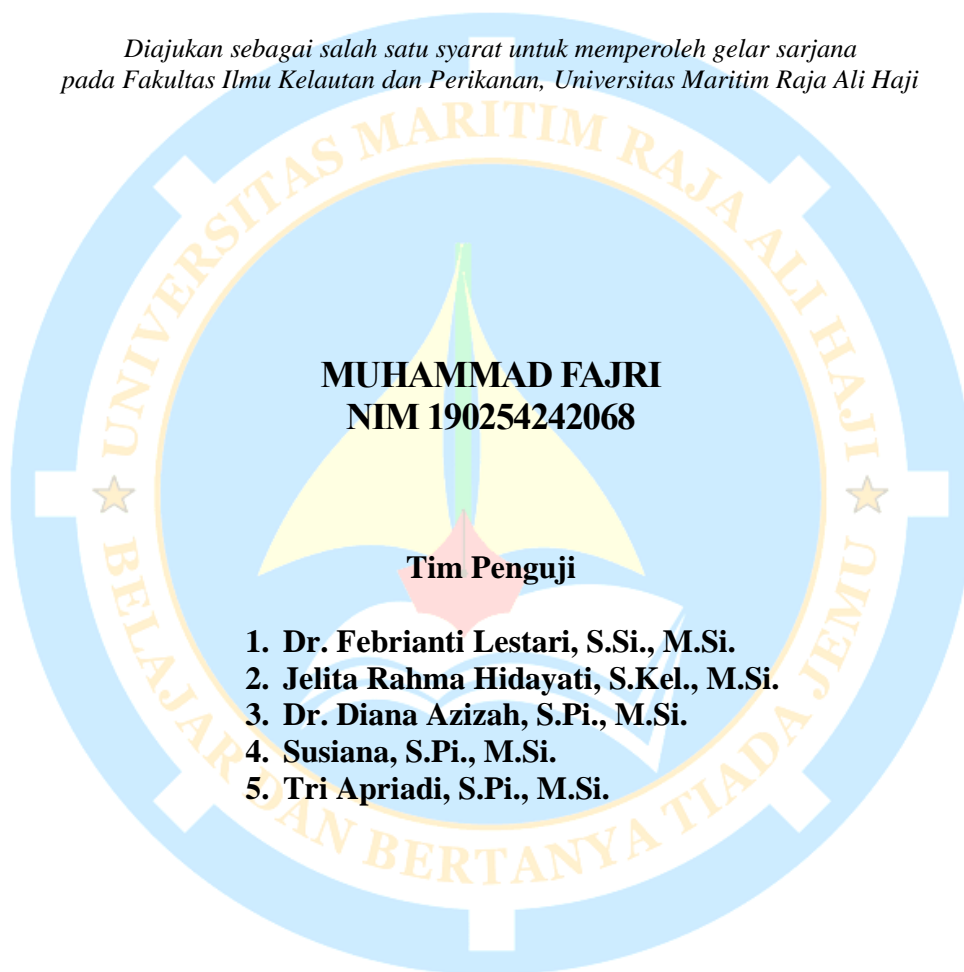 Diajukan sebagai salah satu syarat untuk memperoleh gelar sarjana
pada Fakultas Ilmu Kelautan dan Perikanan, Universitas Maritim Raja Ali Haji
UNIVERSITAS MARITIM RAJA ALI HAJI
MUHAMMAD FAJRI
NIM 190254242068
Tim Penguji
1. Dr. Febrianti Lestari, S.Si., M.Si.
2. Jelita Rahma Hidayati, S.Kel., M.Si.
3. Dr. Diana Azizah, S.Pi., M.Si.
4. Susiana, S.Pi., M.Si.
5. Tri Apriadi, S.Pi., M.Si.
BELAJAR DAN BERTANYA TIADA JEMU